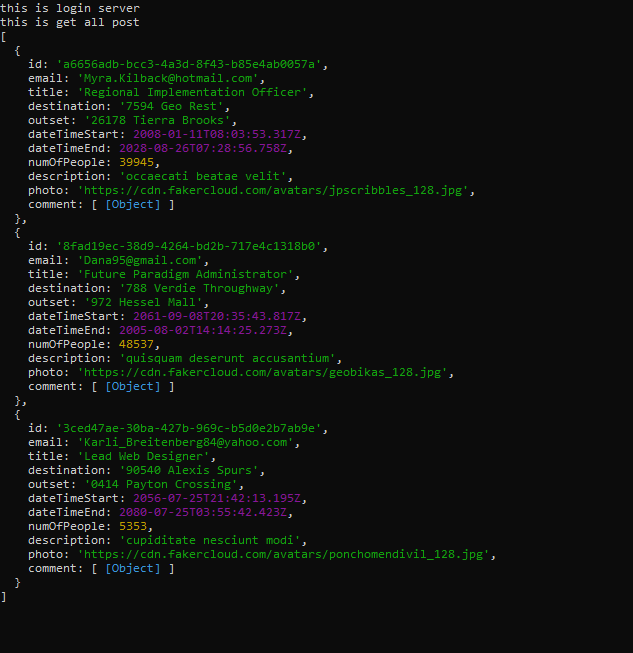 this is login server
this is get all post
[
  {
    id: 'a6656adb-bcc3-4a3d-8f43-b85e4ab0057a',
    email: 'Myra.Kilback@hotmail.com',
    title: 'Regional Implementation Officer',
    destination: '7594 Geo Rest',
    outset: '26178 Tierra Brooks',
    dateTimeStart: 2008-01-11T08:03:53.317Z,
    dateTimeEnd: 2028-08-26T07:28:56.758Z,
    numOfPeople: 39945,
    description: 'occaecati beatae velit',
    photo: 'https://cdn.fakercloud.com/avatars/jpscribbles_128.jpg',
    comment: [ [Object] ]
  },
  {
    id: '8fad19ec-38d9-4264-bd2b-717e4c1318b0',
    email: 'Dana95@gmail.com',
    title: 'Future Paradigm Administrator',
    destination: '788 Verdie Throughway',
    outset: '972 Hessel Mall',
    dateTimeStart: 2061-09-08T20:35:43.817Z,
    dateTimeEnd: 2005-08-02T14:14:25.273Z,
    numOfPeople: 48537,
    description: 'quisquam deserunt accusantium',
    photo: 'https://cdn.fakercloud.com/avatars/geobikas_128.jpg',
    comment: [ [Object] ]
  },
  {
    id: '3ced47ae-30ba-427b-969c-b5d0e2b7ab9e',
    email: 'Karli_Breitenberg84@yahoo.com',
    title: 'Lead Web Designer',
    destination: '90540 Alexis Spurs',
    outset: '0414 Payton Crossing',
    dateTimeStart: 2056-07-25T21:42:13.195Z,
    dateTimeEnd: 2080-07-25T03:55:42.423Z,
    numOfPeople: 5353,
    description: 'cupiditate nesciunt modi',
    photo: 'https://cdn.fakercloud.com/avatars/ponchomendivil_128.jpg',
    comment: [ [Object] ]
  }
]